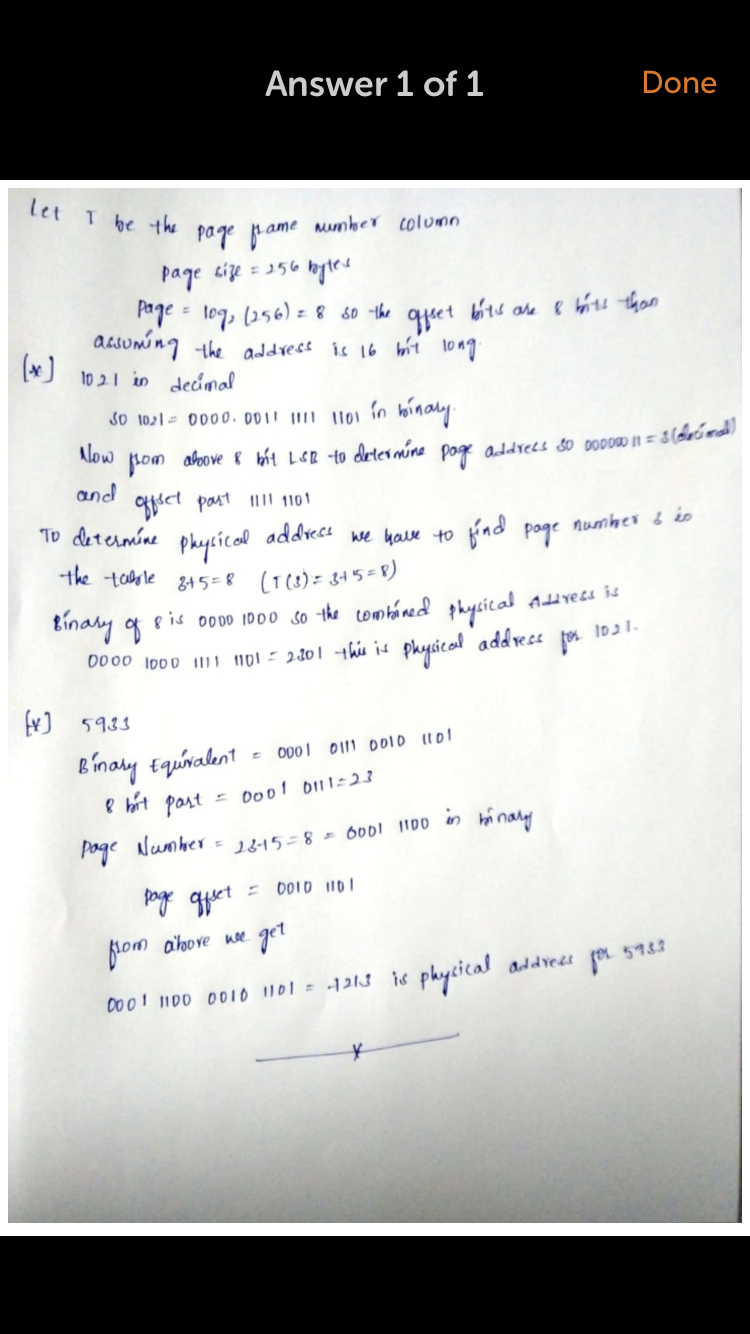 Answer 1 of 1
Done
Let T be the page frame number column
page size = 256 bytes
Page = log₂ (256) = 8 so the offset bits are 8 bits than
assuming the address is 16 bit long.
[x] 1021 in decimal
SO 1021 = 0000. 0011 1111 1101 in binary.
Now from above 8 bit LSB to determine page address so 00000011 = 3(decimal)
and offset part 1111 1101
To determine physical address we have to find page number 3 in
the table 3+5=8 (T(3) = 3+5=8)
Binary of 8 is 0000 1000 so the combined physical Address is
0000 1000 1111 1101 = 2301 this is physical address for 1021.
[y] 5933
Binary Equivalent = 0001 0111 0010 1101
8 bit part = 0001 0111 = 23
Page Number = 23+5=8 = 0001 1100 in binary
page offset = 0010 1101
from above we get
0001 1100 0010 1101 = 7213 is physical address for 5933